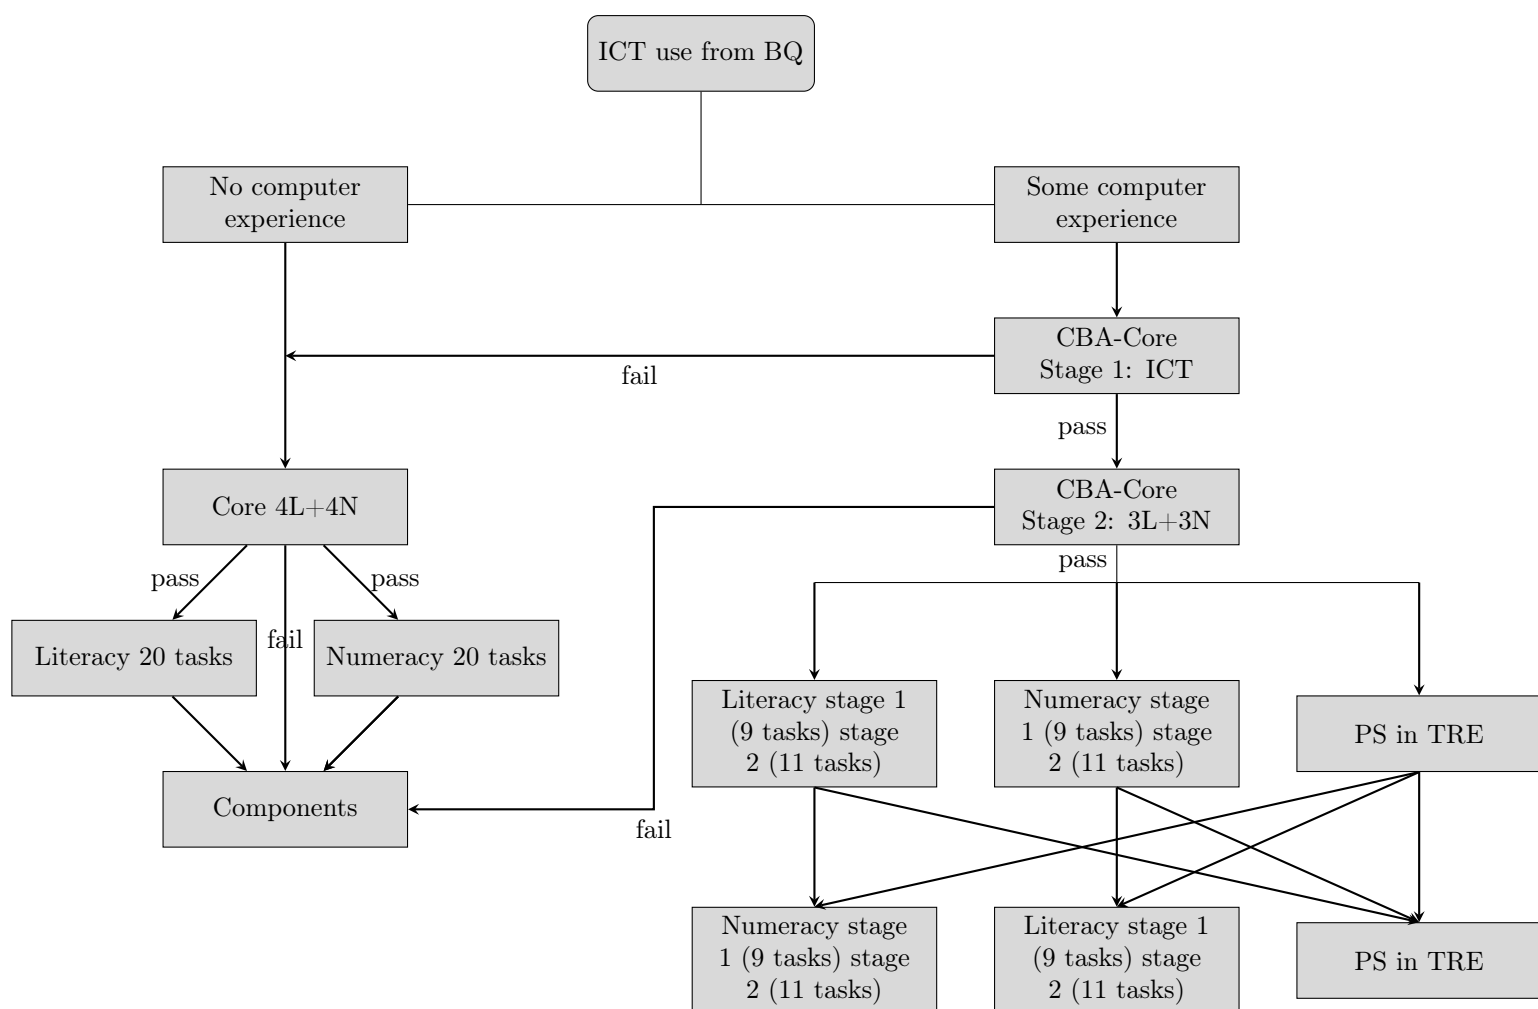 ICT use from BQ
No computer
experience
Some computer
experience
CBA-Core
Stage 1: ICT
fail
pass
Core 4L+4N
CBA-Core
Stage 2: 3L+3N
pass
pass
pass
fail
Literacy 20 tasks
Numeracy 20 tasks
Literacy stage 1
(9 tasks) stage
2 (11 tasks)
Numeracy stage
1 (9 tasks) stage
2 (11 tasks)
PS in TRE
Components
fail
Numeracy stage
1 (9 tasks) stage
2 (11 tasks)
Literacy stage 1
(9 tasks) stage
2 (11 tasks)
PS in TRE